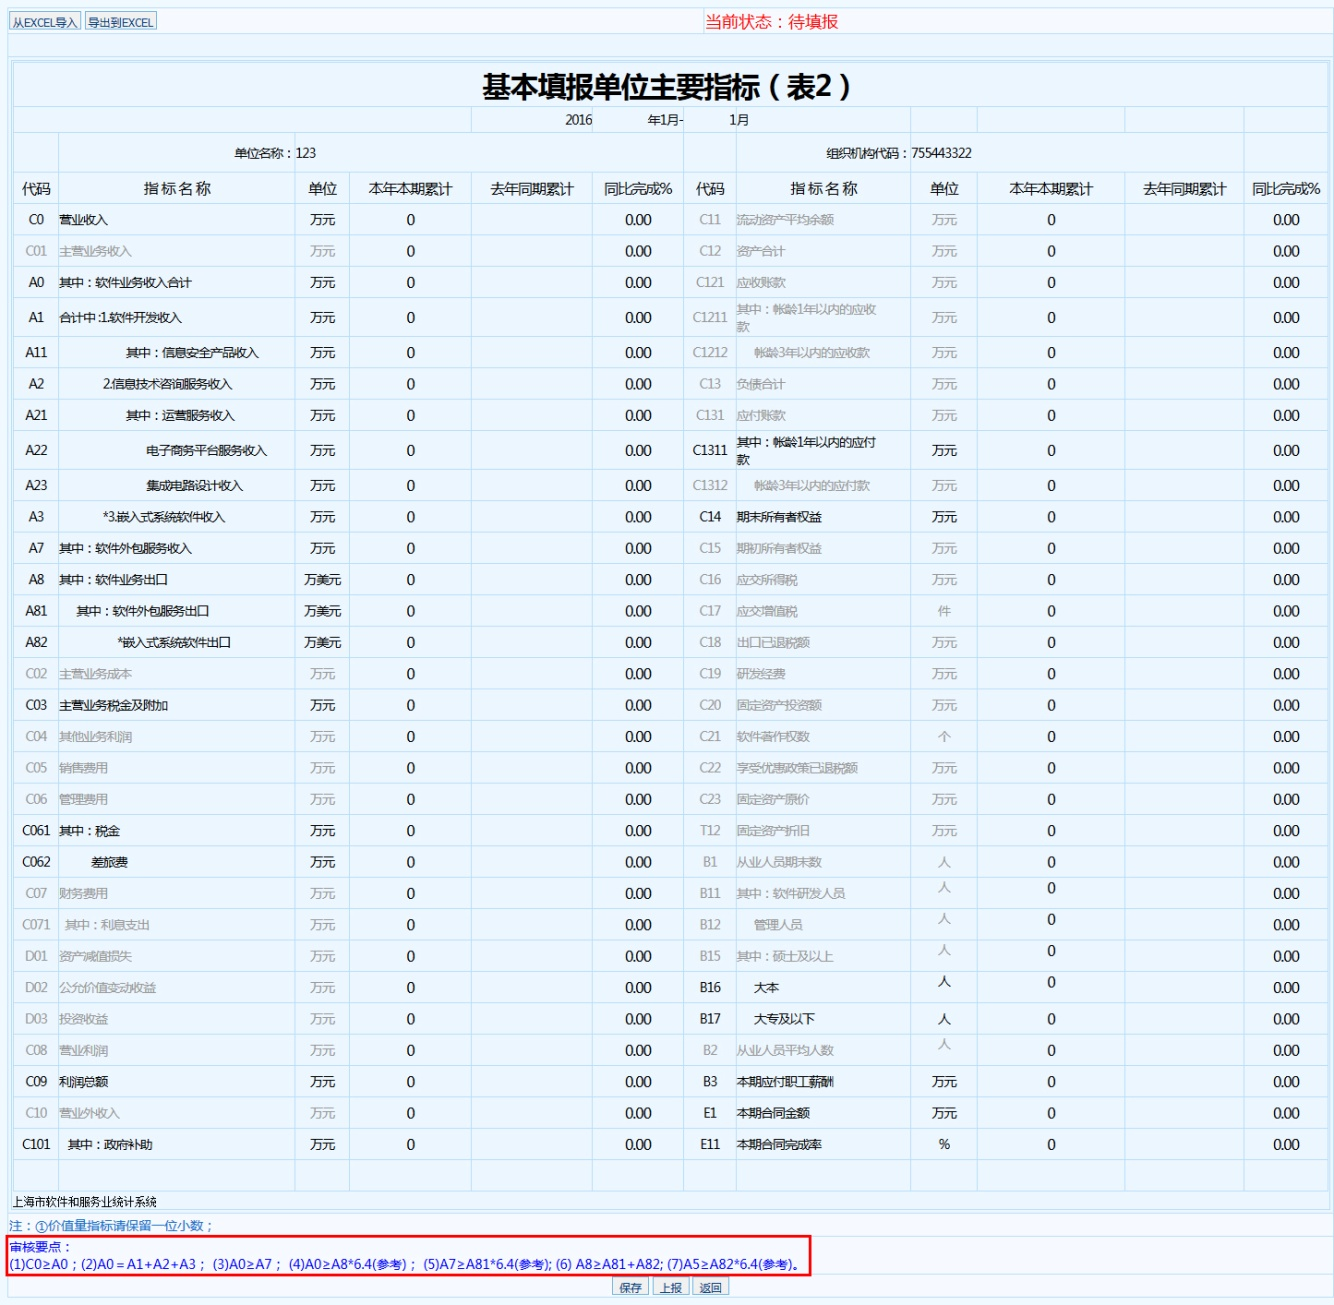 从EXCEL导入 导出到EXCEL 当前状态：待填报
基本填报单位主要指标（表2）
2016 年1月- 1月
单位名称：123 组织机构代码：755443322
代码 指标名称 单位 本年本期累计 去年同期累计 同比完成% 代码 指标名称 单位 本年本期累计 去年同期累计 同比完成%
C0 营业收入 万元 0 0.00 C11 流动资产平均余额 万元 0 0.00
C01 主营业务收入 万元 0 0.00 C12 资产合计 万元 0 0.00
A0 其中：软件业务收入合计 万元 0 0.00 C121 应收账款 万元 0 0.00
A1 合计中:1.软件开发收入 万元 0 0.00 C1211 其中：帐龄1年以内的应收
款 万元 0 0.00
A11 其中：信息安全产品收入 万元 0 0.00 C1212 帐龄3年以内的应收款 万元 0 0.00
A2 2.信息技术咨询服务收入 万元 0 0.00 C13 负债合计 万元 0 0.00
A21 其中：运营服务收入 万元 0 0.00 C131 应付账款 万元 0 0.00
A22 电子商务平台服务收入 万元 0 0.00 C1311 其中：帐龄1年以内的应付
款 万元 0 0.00
A23 集成电路设计收入 万元 0 0.00 C1312 帐龄3年以内的应付款 万元 0 0.00
A3 *3.嵌入式系统软件收入 万元 0 0.00 C14 期末所有者权益 万元 0 0.00
A7 其中：软件外包服务收入 万元 0 0.00 C15 期初所有者权益 万元 0 0.00
A8 其中：软件业务出口 万美元 0 0.00 C16 应交所得税 万元 0 0.00
A81 其中：软件外包服务出口 万美元 0 0.00 C17 应交增值税 件 0 0.00
A82 *嵌入式系统软件出口 万美元 0 0.00 C18 出口已退税额 万元 0 0.00
C02 主营业务成本 万元 0 0.00 C19 研发经费 万元 0 0.00
C03 主营业务税金及附加 万元 0 0.00 C20 固定资产投资额 万元 0 0.00
C04 其他业务利润 万元 0 0.00 C21 软件著作权数 个 0 0.00
C05 销售费用 万元 0 0.00 C22 享受优惠政策已退税额 万元 0 0.00
C06 管理费用 万元 0 0.00 C23 固定资产原价 万元 0 0.00
C061 其中：税金 万元 0 0.00 T12 固定资产折旧 万元 0 0.00
C062 差旅费 万元 0 0.00 B1 从业人员期末数 人 0 0.00
C07 财务费用 万元 0 0.00 B11 其中：软件研发人员 人 0 0.00
C071 其中：利息支出 万元 0 0.00 B12 管理人员 人 0 0.00
D01 资产减值损失 万元 0 0.00 B15 其中：硕士及以上 人 0 0.00
D02 公允价值变动收益 万元 0 0.00 B16 大本 人 0 0.00
D03 投资收益 万元 0 0.00 B17 大专及以下 人 0 0.00
C08 营业利润 万元 0 0.00 B2 从业人员平均人数 人 0 0.00
C09 利润总额 万元 0 0.00 B3 本期应付职工薪酬 万元 0 0.00
C10 营业外收入 万元 0 0.00 E1 本期合同金额 万元 0 0.00
C101 其中：政府补助 万元 0 0.00 E11 本期合同完成率 % 0 0.00
上海市软件和服务业统计系统
注：①价值量指标请保留一位小数；
审核要点：
(1)C0≥A0；(2)A0＝A1+A2+A3； (3)A0≥A7； (4)A0≥A8*6.4(参考)； (5)A7≥A81*6.4(参考); (6) A8≥A81+A82; (7)A5≥A82*6.4(参考)。
保存 上报 返回